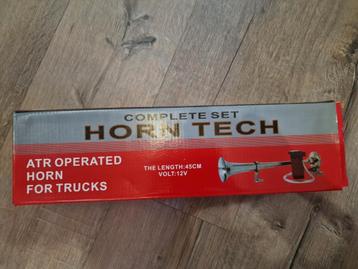 COMPLETE SET
HORN TECH
ATR OPERATED
HORN
FOR TRUCKS
THE LENGTH:45CM
VOLT:12V